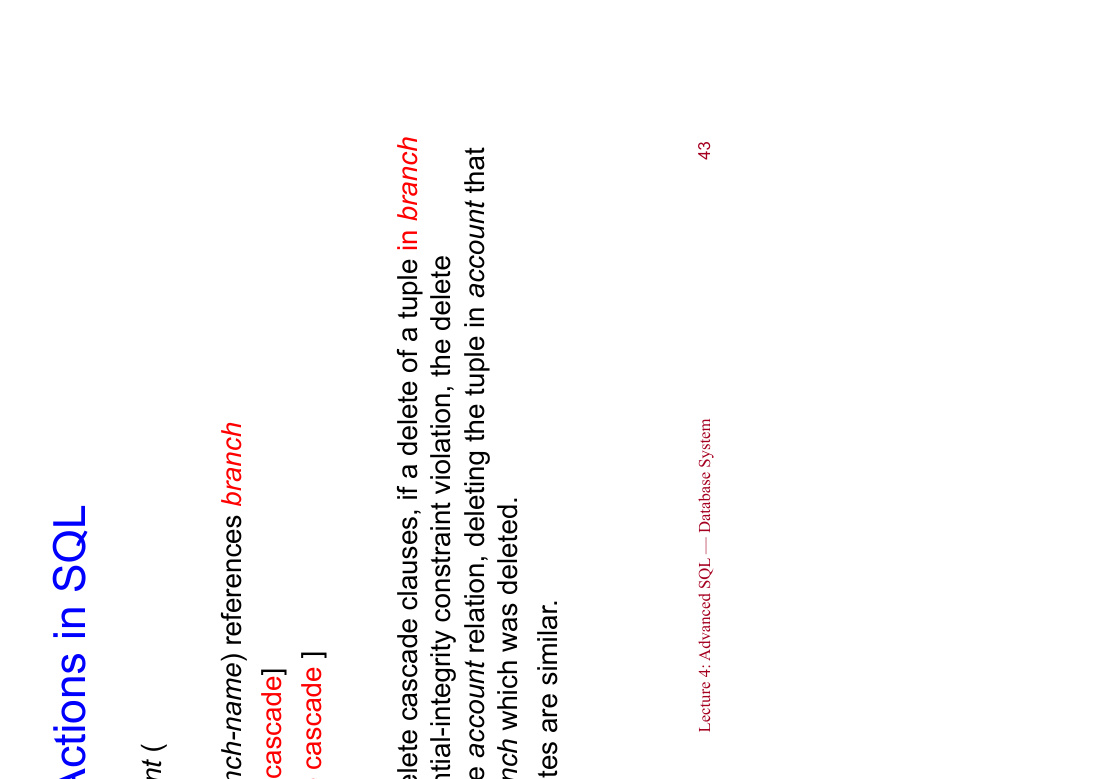 Actions in SQL
nt (
nch-name) references branch
cascade]
cascade ]
elete cascade clauses, if a delete of a tuple in branch
ntial-integrity constraint violation, the delete
e account relation, deleting the tuple in account that
nch which was deleted.
tes are similar.
Lecture 4: Advanced SQL — Database System 43